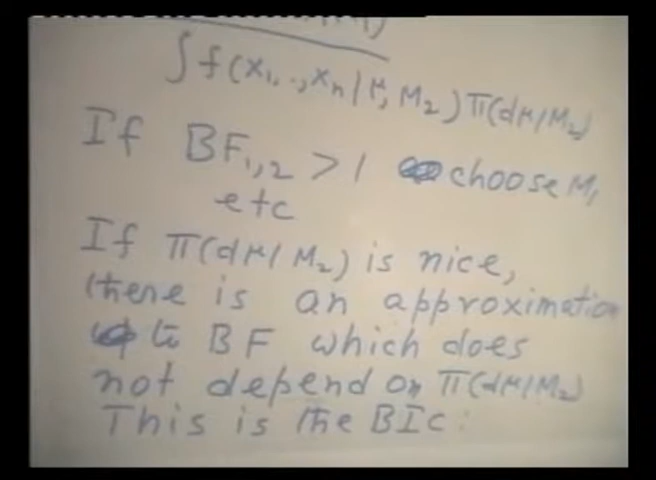 ∫ f(x1,..,xn | μ, M2) π(dμ/M2)
If BF1,2 > 1 choose M1
etc
If π(dμ/M2) is nice,
there is an approximation
to BF which does
not depend on π(dμ/M2)
This is the BIC: